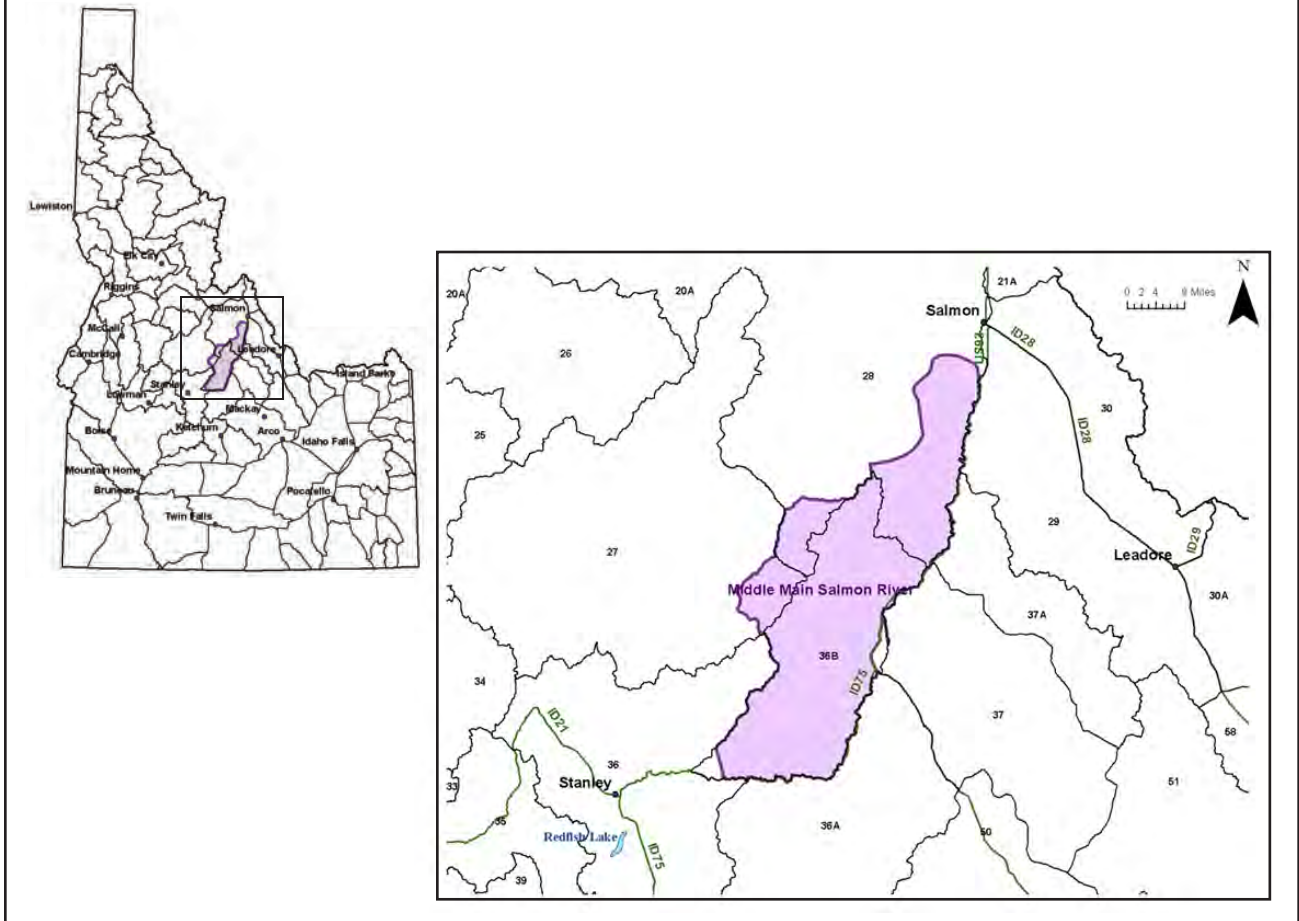 Lewiston
Elk City
Riggins
Salmon
McCall
Leadore
Cambridge
Island Park
Stanley
Lowman
Mackay
Ketchum
Arco
Boise
Idaho Falls
Mountain Home
Bruneau
Pocatello
Twin Falls
N
21A
0 2 4 8 Miles
20A
20A
Salmon
US93
ID28
26
28
30
25
ID28
29
27
ID29
Leadore
Middle Main Salmon River
30A
37A
36B
34
ID75
ID21
37
58
36
Stanley
33
51
35
36A
50
Redfish Lake
ID75
39